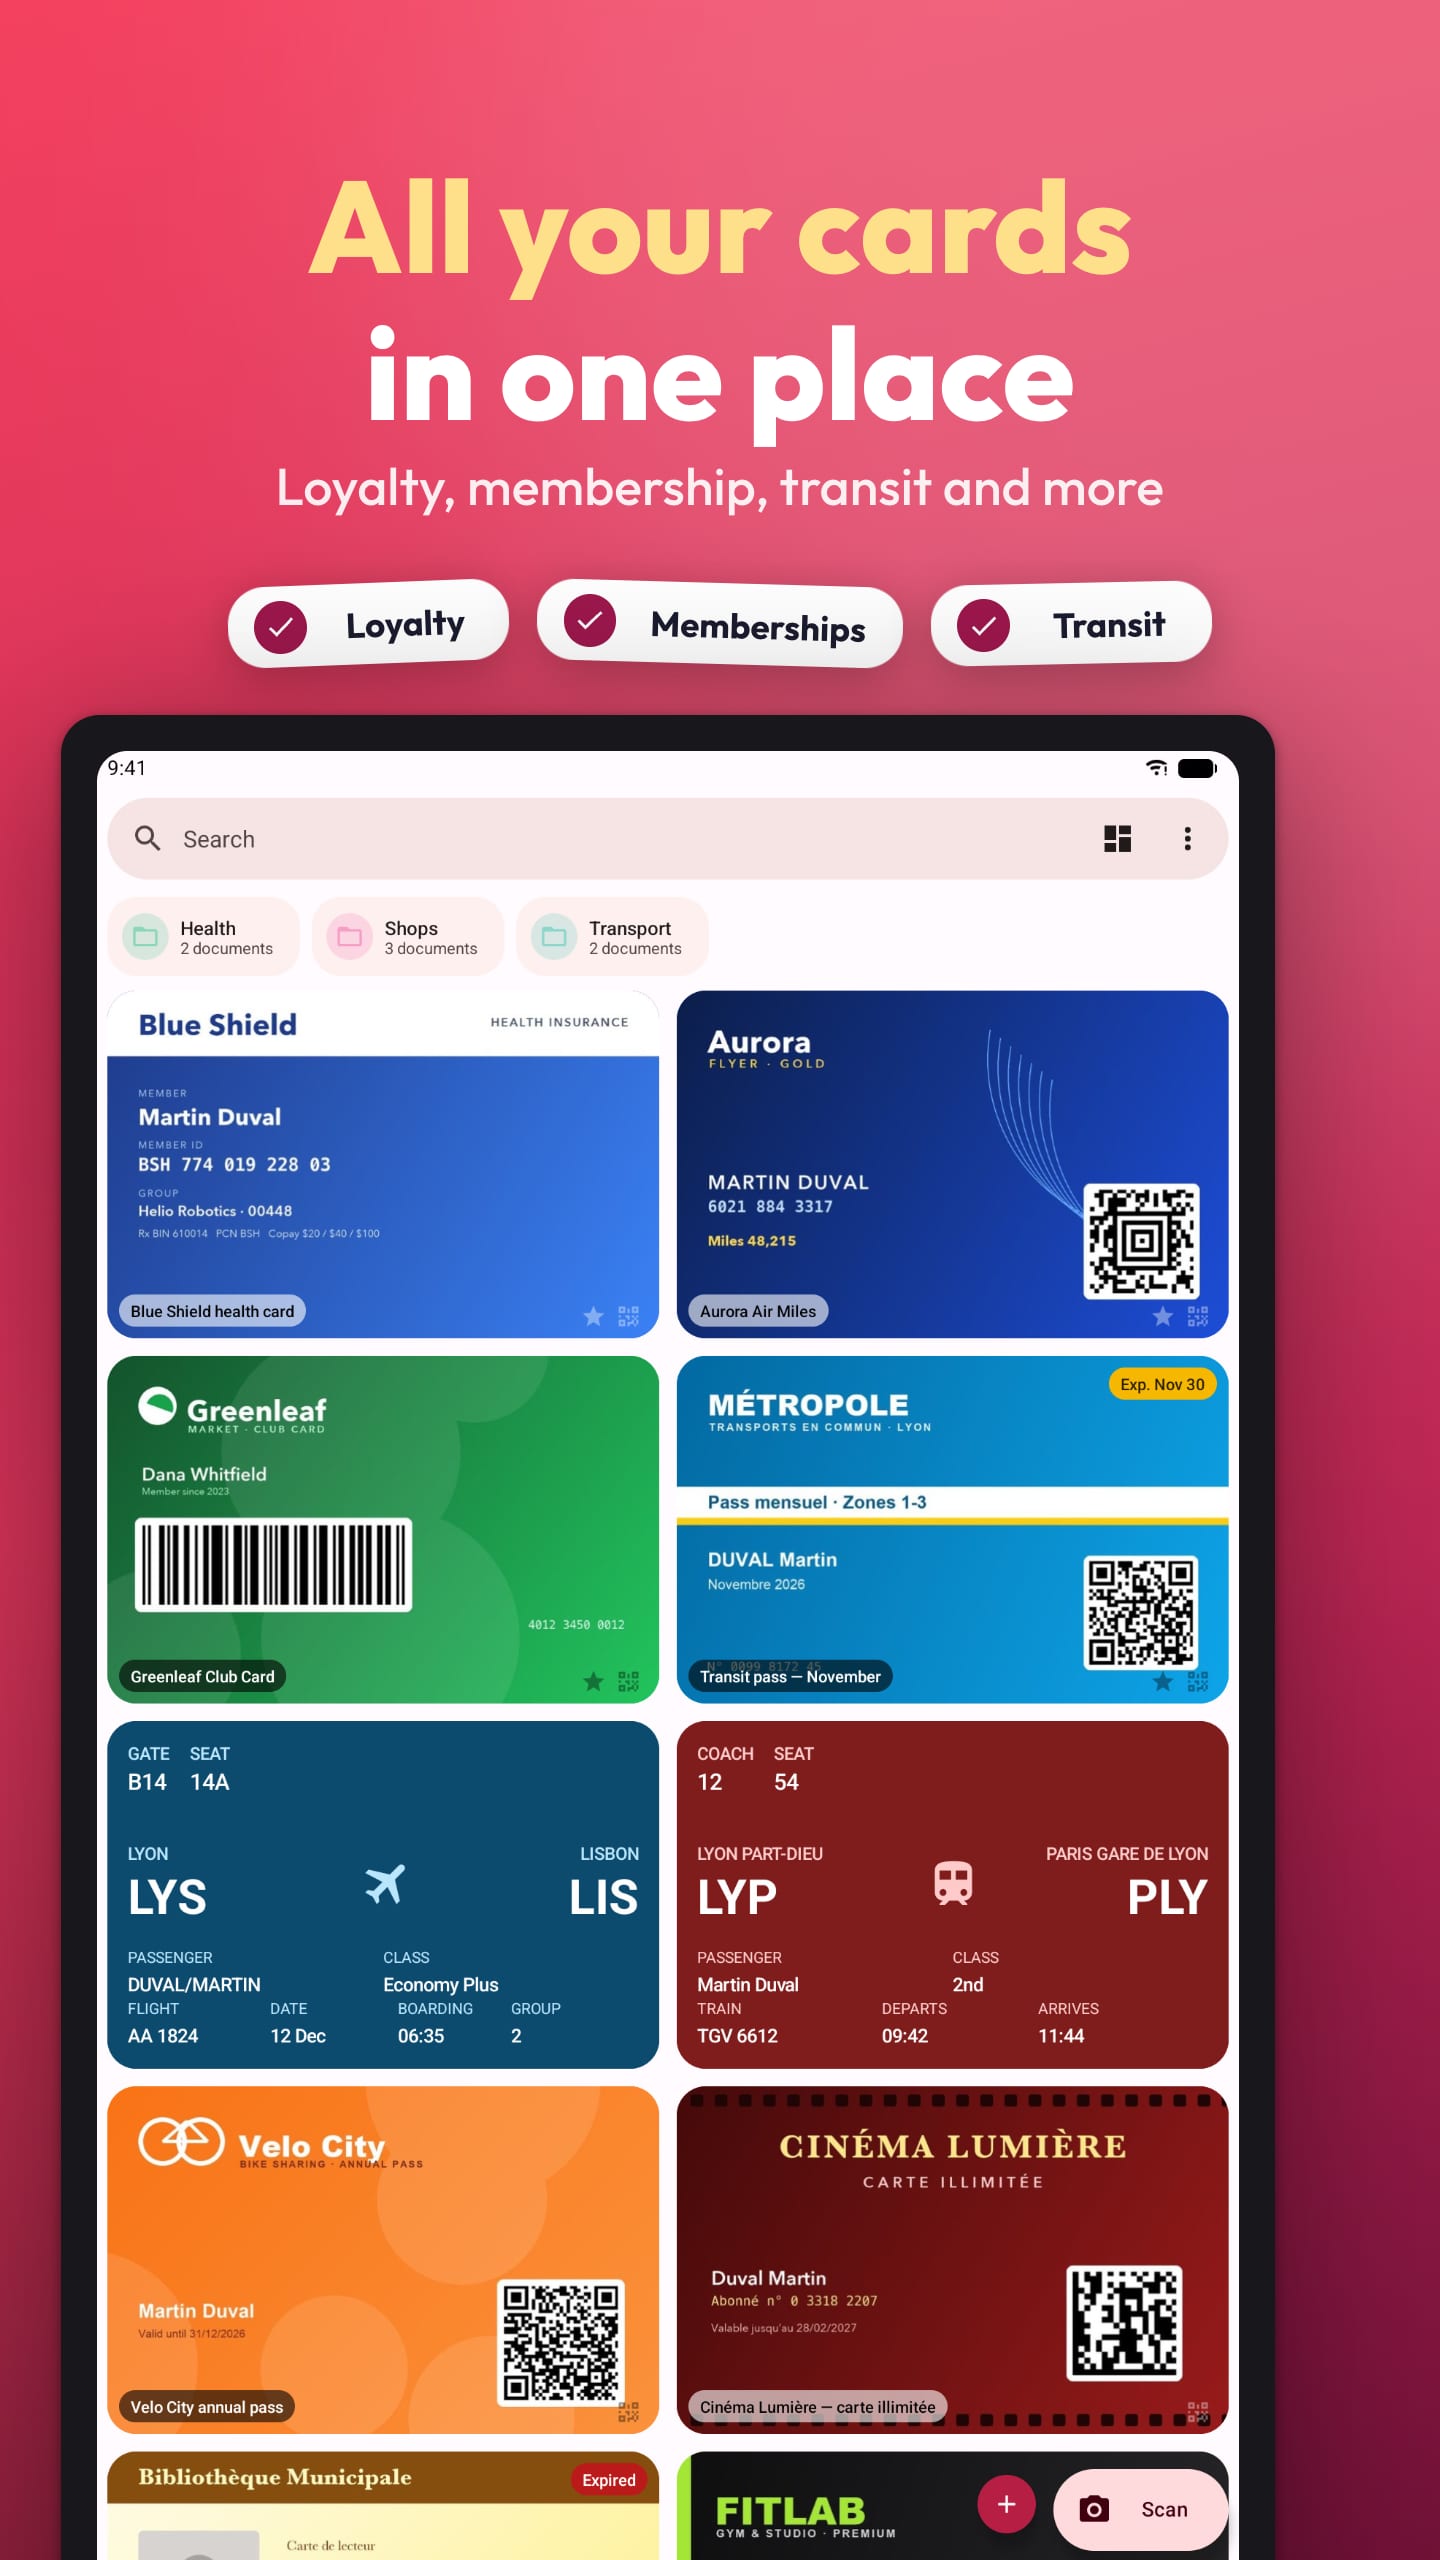 All your cards
in one place
Loyalty, membership, transit and more
Loyalty
Memberships
Transit
9:41
Search
Health
2 documents
Shops
3 documents
Transport
2 documents
Blue Shield
HEALTH INSURANCE
MEMBER
Martin Duval
MEMBER ID
BSH 774 019 228 03
GROUP
Helio Robotics · 00448
Rx BIN 610014 PCN BSH Copay $20 / $40 / $100
Blue Shield health card
Aurora
FLYER · GOLD
MARTIN DUVAL
6021 884 3317
Miles 48,215
Aurora Air Miles
Greenleaf
MARKET · CLUB CARD
Dana Whitfield
Member since 2023
4012 3450 0012
Greenleaf Club Card
Exp. Nov 30
MÉTROPOLE
TRANSPORTS EN COMMUN · LYON
Pass mensuel · Zones 1-3
DUVAL Martin
Novembre 2026
N° 0099 8172 45
Transit pass — November
GATE SEAT
B14 14A
LYON LISBON
LYS LIS
PASSENGER CLASS
DUVAL/MARTIN Economy Plus
FLIGHT DATE BOARDING GROUP
AA 1824 12 Dec 06:35 2
COACH SEAT
12 54
LYON PART-DIEU PARIS GARE DE LYON
LYP PLY
PASSENGER CLASS
Martin Duval 2nd
TRAIN DEPARTS ARRIVES
TGV 6612 09:42 11:44
Velo City
BIKE SHARING · ANNUAL PASS
Martin Duval
Valid until 31/12/2026
Velo City annual pass
CINÉMA LUMIÈRE
CARTE ILLIMITÉE
Duval Martin
Abonné n° 0 3318 2207
Valable jusqu'au 28/02/2027
Cinéma Lumière — carte illimitée
Bibliothèque Municipale
Expired
Carte de lecteur
FITLAB
GYM & STUDIO · PREMIUM
Scan